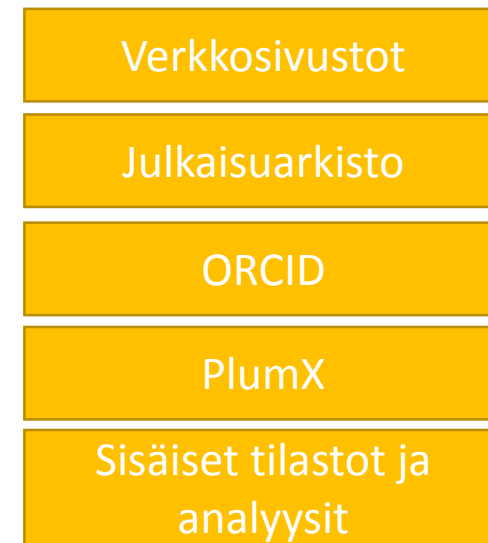 Verkkosivustot
Julkaisuarkisto
ORCID
PlumX
Sisäiset tilastot ja
analyysit